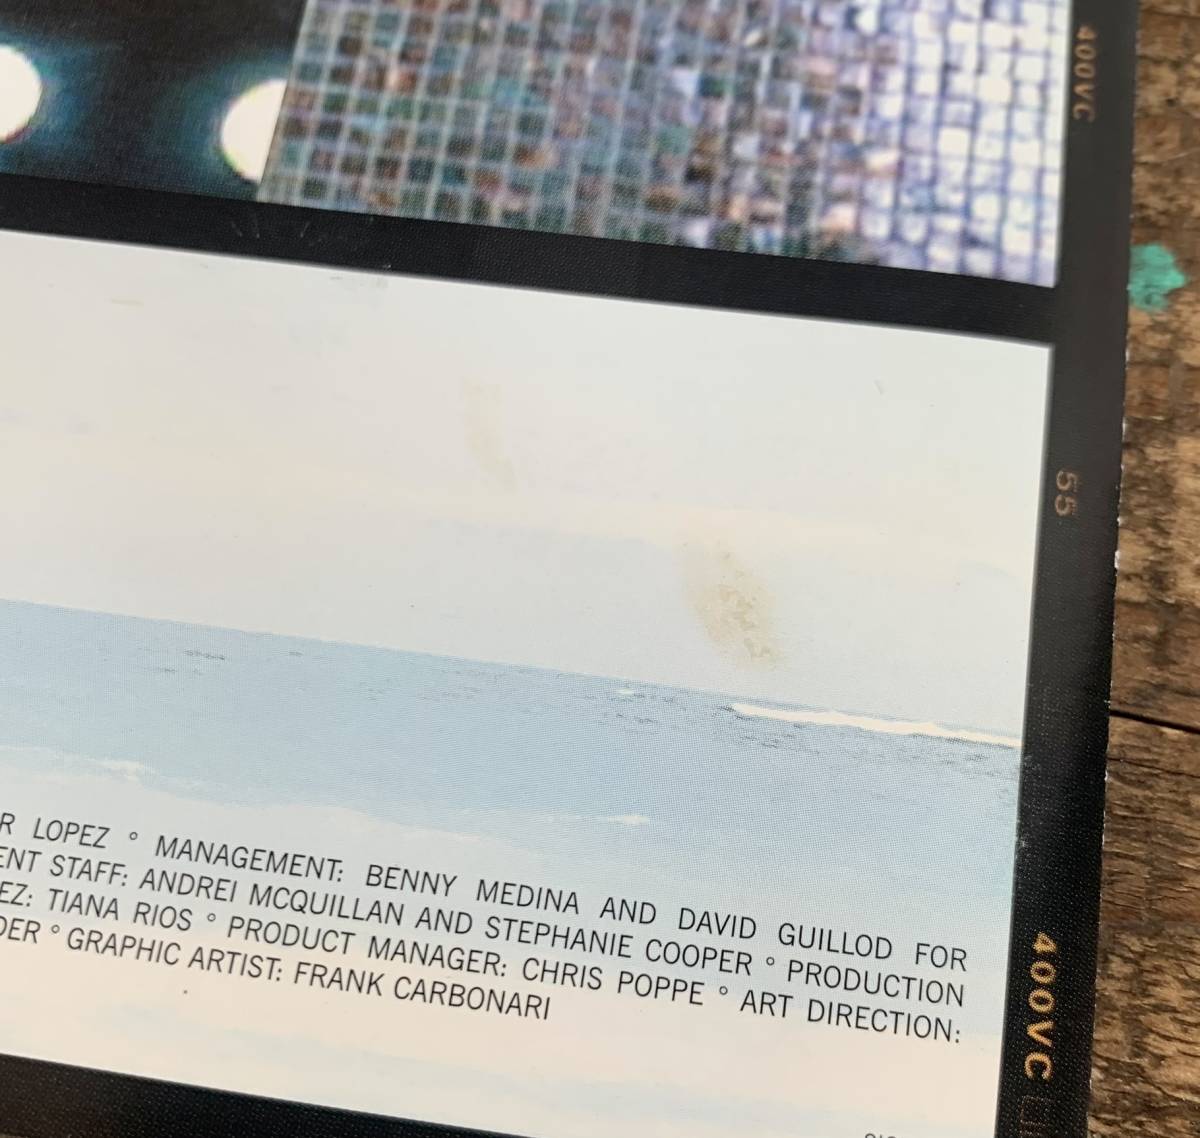 400VC
55
LOPEZ ° MANAGEMENT: BENNY MEDINA AND DAVID GUILLOD FOR
STAFF: ANDREI MCQUILLAN AND STEPHANIE COOPER ° PRODUCTION
EZ: TIANA RIOS ° PRODUCT MANAGER: CHRIS POPPE ° ART DIRECTION:
DER ° GRAPHIC ARTIST: FRANK CARBONARI
400VC